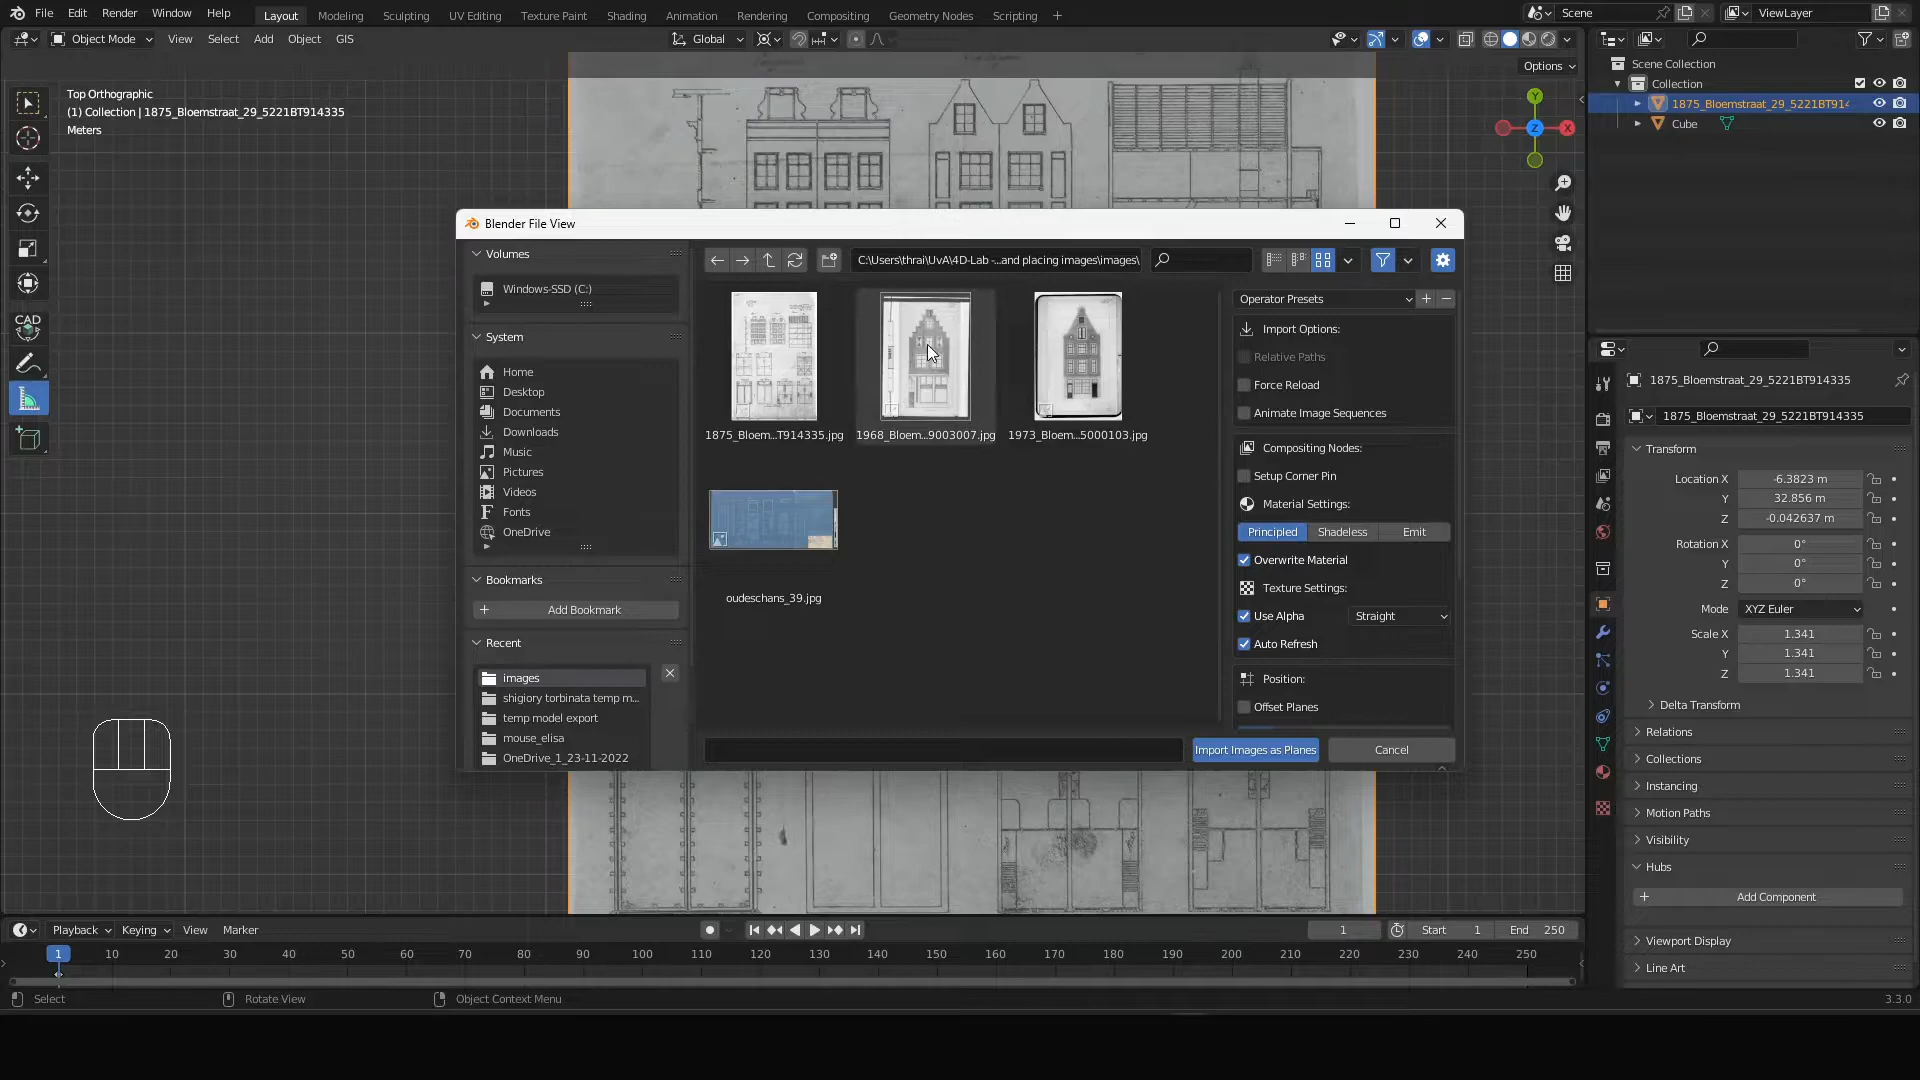 File Edit Render Window Help Layout Modeling Sculpting UV Editing Texture Paint Shading Animation Rendering Compositing Geometry Nodes Scripting + Scene ViewLayer
Object Mode View Select Add Object GIS Global
Options
Top Orthographic
(1) Collection | 1875_Bloemstraat_29_5221BT914335
Meters
CAD
Y
X
Z
Scene Collection
Collection
1875_Bloemstraat_29_5221BT914
Cube
Blender File View
Volumes
Windows-SSD (C:)
System
Home
Desktop
Documents
Downloads
Music
Pictures
Videos
Fonts
OneDrive
Bookmarks
Add Bookmark
Recent
images
shigiory torbinata temp m...
temp model export
mouse_elisa
OneDrive_1_23-11-2022
C:\Users\thrai\UvA\4D-Lab -...and placing images\images\
1875_Bloem...T914335.jpg 1968_Bloem...9003007.jpg 1973_Bloem...5000103.jpg
oudeschans_39.jpg
Operator Presets
Import Options:
Relative Paths
Force Reload
Animate Image Sequences
Compositing Nodes:
Setup Corner Pin
Material Settings:
Principled Shadeless Emit
Overwrite Material
Texture Settings:
Use Alpha Straight
Auto Refresh
Position:
Offset Planes
Import Images as Planes Cancel
1875_Bloemstraat_29_5221BT914335
1875_Bloemstraat_29_5221BT914335
Transform
Location X -6.3823 m
Y 32.856 m
Z -0.042637 m
Rotation X 0°
Y 0°
Z 0°
Mode XYZ Euler
Scale X 1.341
Y 1.341
Z 1.341
Delta Transform
Relations
Collections
Instancing
Motion Paths
Visibility
Hubs
Add Component
Viewport Display
Line Art
Playback Keying View Marker 1 Start 1 End 250
1 10 20 30 40 50 60 70 80 90 100 110 120 130 140 150 160 170 180 190 200 210 220 230 240 250
Select Rotate View Object Context Menu 3.3.0